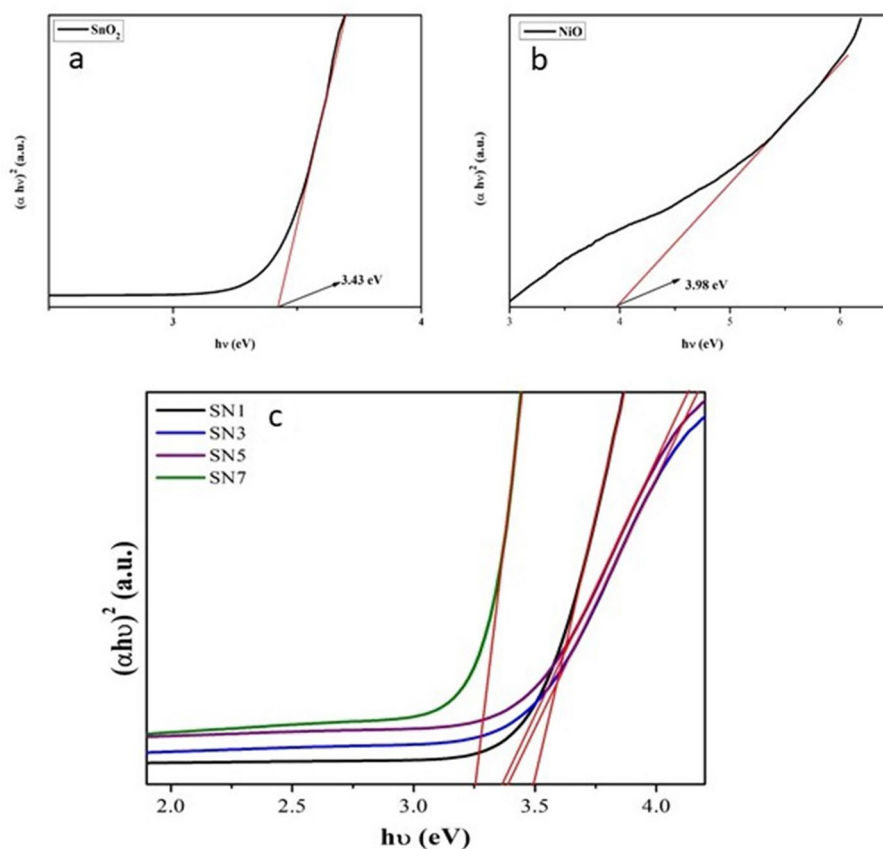 SnO₂
a
(α hν)² (a.u.)
3.43 eV
3
4
hν (eV)
NiO
b
(α hν)² (a.u.)
3.98 eV
3
4
5
6
hν (eV)
SN1
SN3
SN5
SN7
c
(αhυ)² (a.u.)
2.0
2.5
3.0
3.5
4.0
hυ (eV)